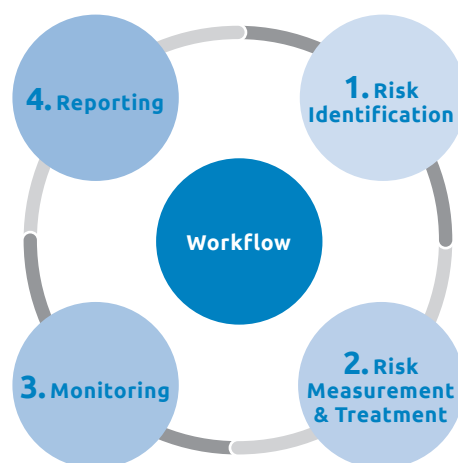 1. Risk
Identification
2. Risk
Measurement
& Treatment
3. Monitoring
4. Reporting
Workflow